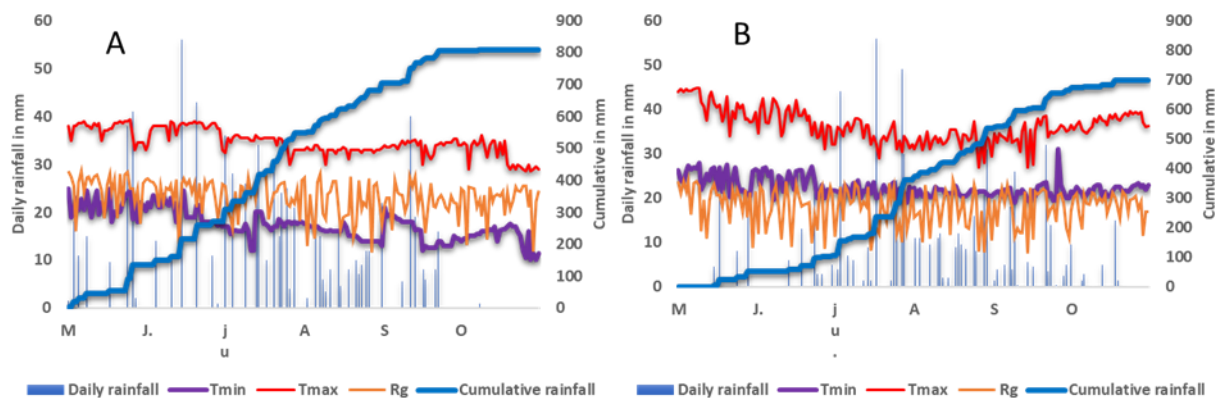 A
Daily rainfall in mm
60
50
40
30
20
10
0
900
800
700
600
500
400
300
200
100
0
Cumulative in mm
M J. j A S O
u
Daily rainfall Tmin Tmax Rg Cumulative rainfall
B
Daily rainfall in mm
60
50
40
30
20
10
0
900
800
700
600
500
400
300
200
100
0
Cumulative in mm
M J. j A S O
u
.
Daily rainfall Tmin Tmax Rg Cumulative rainfall